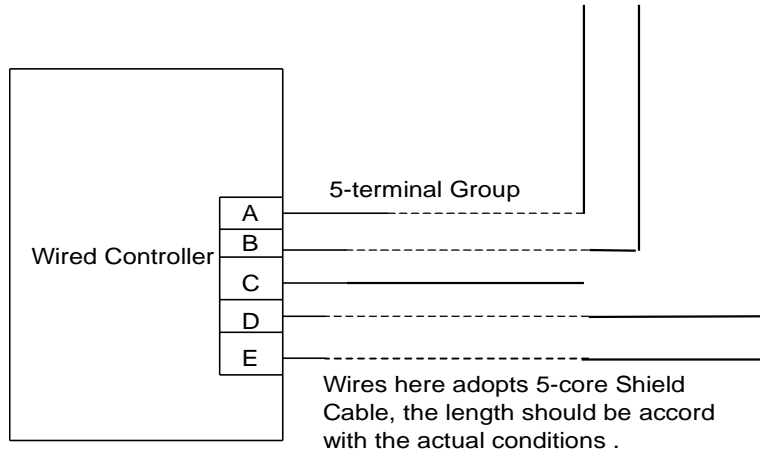 5-terminal Group
A
B
Wired Controller
C
D
E
Wires here adopts 5-core Shield
Cable, the length should be accord
with the actual conditions .